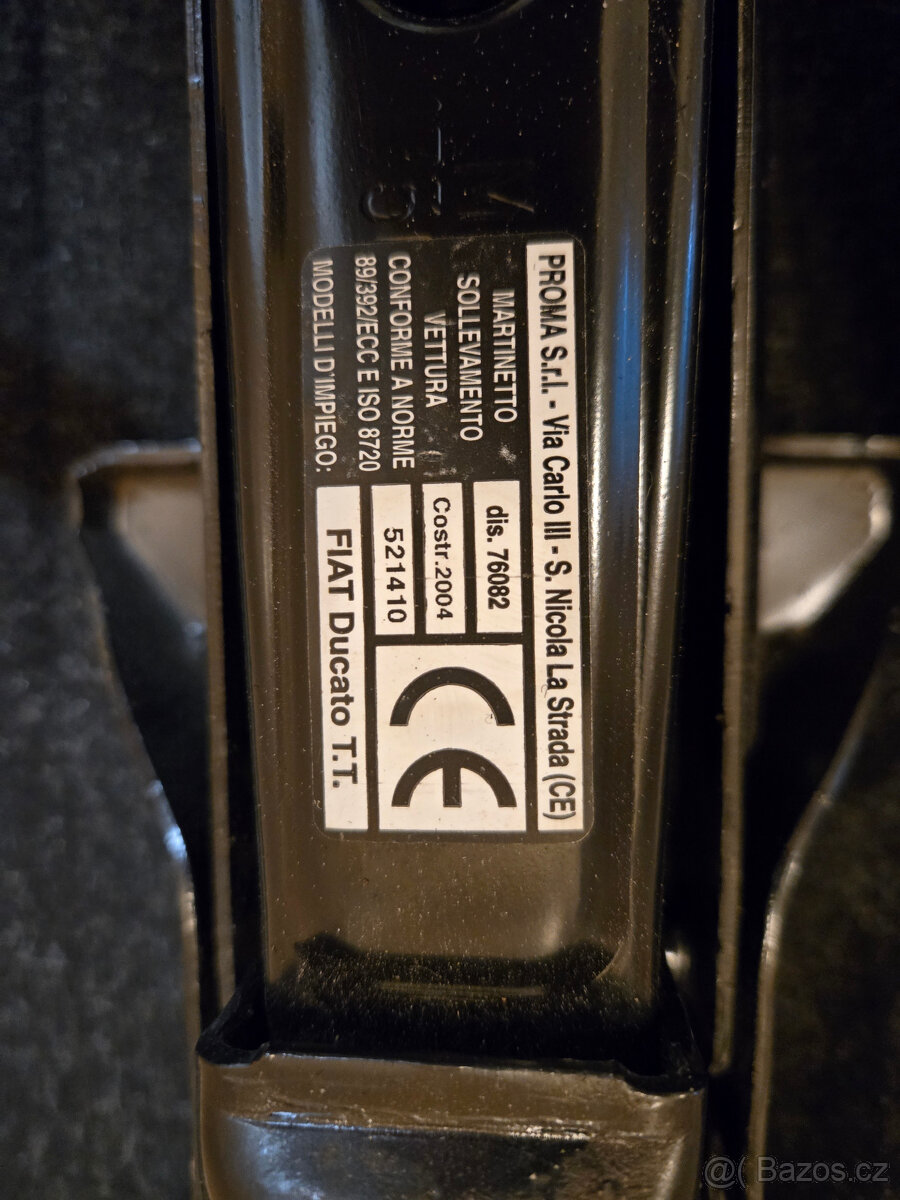 PROMA S.r.l. - Via Carlo III - S. Nicola La Strada (CE)
MARTINETTO
SOLLEVAMENTO
VETTURA
CONFORME A NORME
89/392/ECC E ISO 8720
MODELLI D'IMPIEGO:
dis. 76082
Costr.2004
521410
FIAT Ducato T.T.
CE
@( Bazos.cz